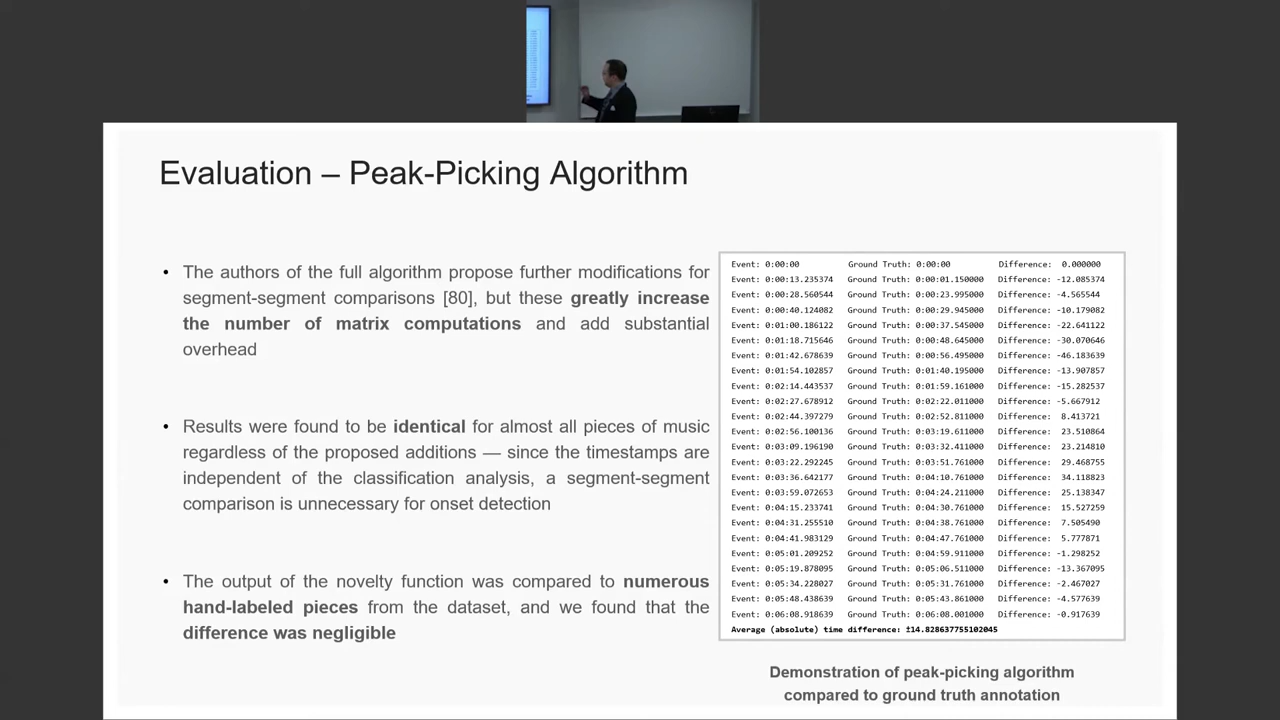 Evaluation – Peak-Picking Algorithm
• The authors of the full algorithm propose further modifications for
segment-segment comparisons [80], but these greatly increase
the number of matrix computations and add substantial
overhead
• Results were found to be identical for almost all pieces of music
regardless of the proposed additions — since the timestamps are
independent of the classification analysis, a segment-segment
comparison is unnecessary for onset detection
• The output of the novelty function was compared to numerous
hand-labeled pieces from the dataset, and we found that the
difference was negligible
Event: 0:00:00 Ground Truth: 0:00:00 Difference: 0.000000
Event: 0:00:13.235374 Ground Truth: 0:00:01.150000 Difference: -12.085374
Event: 0:00:28.560544 Ground Truth: 0:00:23.995000 Difference: -4.565544
Event: 0:00:40.124082 Ground Truth: 0:00:29.945000 Difference: -10.179082
Event: 0:01:00.186122 Ground Truth: 0:00:37.545000 Difference: -22.641122
Event: 0:01:18.715646 Ground Truth: 0:00:48.645000 Difference: -30.070646
Event: 0:01:42.678639 Ground Truth: 0:00:56.495000 Difference: -46.183639
Event: 0:01:54.102857 Ground Truth: 0:01:40.195000 Difference: -13.907857
Event: 0:02:14.443537 Ground Truth: 0:01:59.161000 Difference: -15.282537
Event: 0:02:27.678912 Ground Truth: 0:02:22.011000 Difference: -5.667912
Event: 0:02:44.397279 Ground Truth: 0:02:52.811000 Difference: 8.413721
Event: 0:02:56.100136 Ground Truth: 0:03:19.611000 Difference: 23.510864
Event: 0:03:09.196190 Ground Truth: 0:03:32.411000 Difference: 23.214810
Event: 0:03:22.292245 Ground Truth: 0:03:51.761000 Difference: 29.468755
Event: 0:03:36.642177 Ground Truth: 0:04:10.761000 Difference: 34.118823
Event: 0:03:59.072653 Ground Truth: 0:04:24.211000 Difference: 25.138347
Event: 0:04:15.233741 Ground Truth: 0:04:30.761000 Difference: 15.527259
Event: 0:04:31.255510 Ground Truth: 0:04:38.761000 Difference: 7.505490
Event: 0:04:41.983129 Ground Truth: 0:04:47.761000 Difference: 5.777871
Event: 0:05:01.209252 Ground Truth: 0:04:59.911000 Difference: -1.298252
Event: 0:05:19.878095 Ground Truth: 0:05:06.511000 Difference: -13.367095
Event: 0:05:34.228027 Ground Truth: 0:05:31.761000 Difference: -2.467027
Event: 0:05:48.438639 Ground Truth: 0:05:43.861000 Difference: -4.577639
Event: 0:06:08.918639 Ground Truth: 0:06:08.001000 Difference: -0.917639
Average (absolute) time difference: ±14.828637755102045
Demonstration of peak-picking algorithm
compared to ground truth annotation